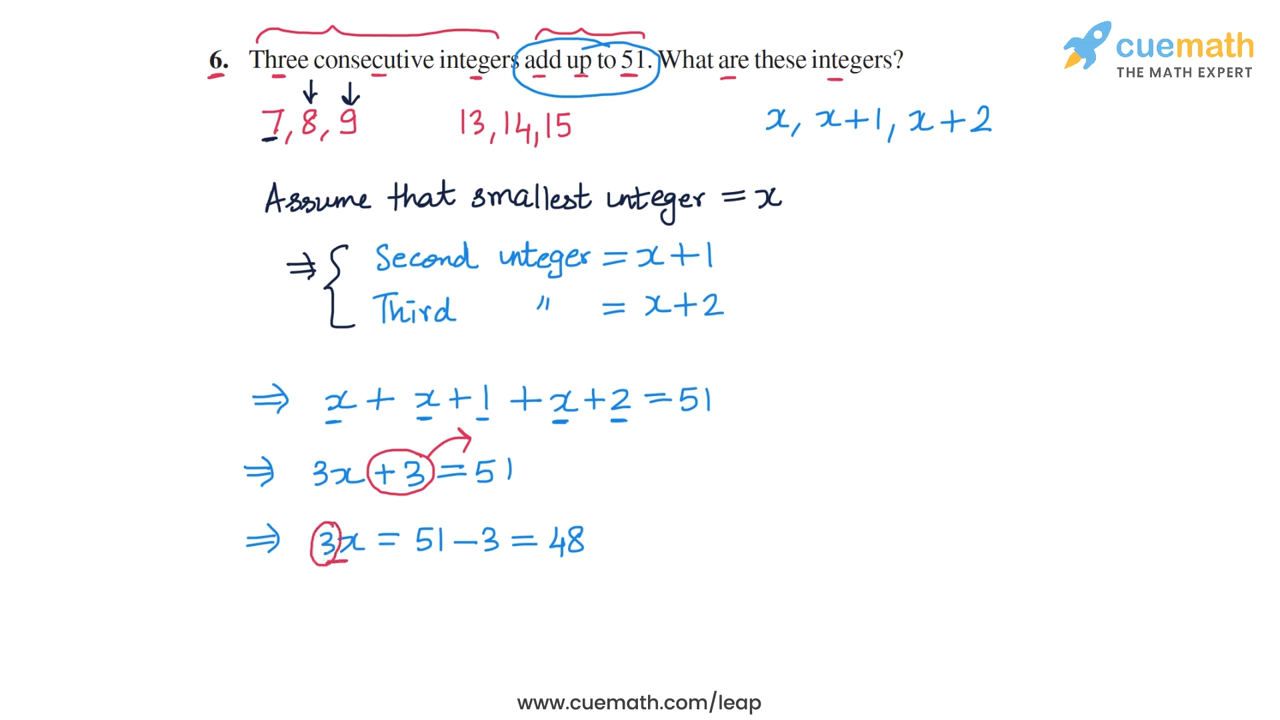 6. Three consecutive integers add up to 51. What are these integers?
cuemath
THE MATH EXPERT
7, 8, 9 13, 14, 15 x, x+1, x+2
Assume that smallest integer = x
⇒ { Second integer = x+1
Third " = x+2
⇒ x + x+1 + x+2 = 51
⇒ 3x +3 = 51
⇒ 3x = 51 - 3 = 48
www.cuemath.com/leap